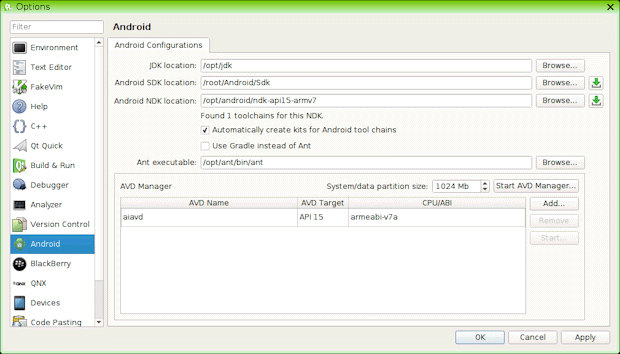 Options
Filter
Environment
Text Editor
FakeVim
Help
C++
Qt Quick
Build & Run
Debugger
Analyzer
Version Control
Android
BlackBerry
QNX
Devices
Code Pasting
Android
Android Configurations
JDK location: /opt/jdk Browse...
Android SDK location: /root/Android/Sdk Browse...
Android NDK location: /opt/android/ndk-api15-armv7 Browse...
Found 1 toolchains for this NDK.
Automatically create kits for Android tool chains
Use Gradle instead of Ant
Ant executable: /opt/ant/bin/ant Browse...
AVD Manager System/data partition size: 1024 Mb Start AVD Manager...
AVD Name AVD Target CPU/ABI Add...
aiavd API 15 armeabi-v7a Remove
Start...
OK Cancel Apply